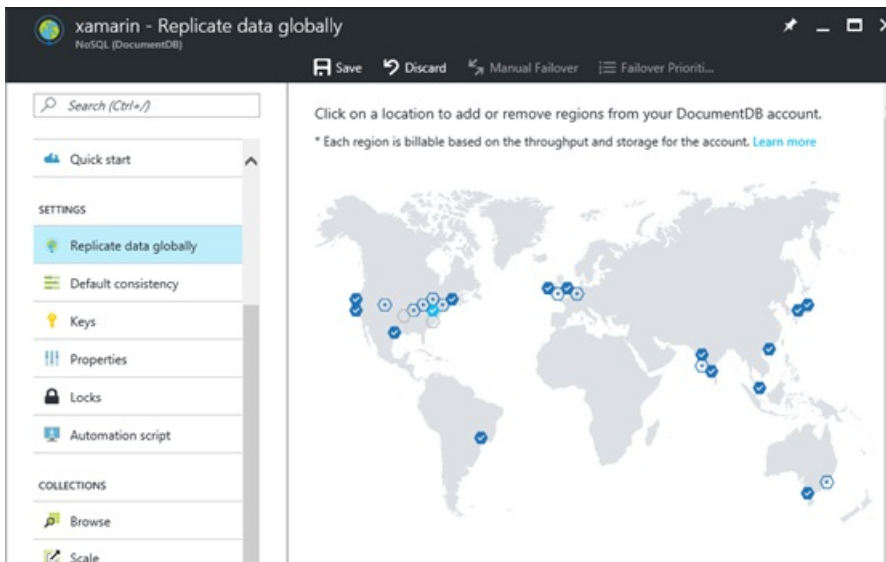 xamarin - Replicate data globally
NoSQL (DocumentDB)
Save Discard Manual Failover Failover Prioriti...
Search (Ctrl+/)
Quick start
SETTINGS
Replicate data globally
Default consistency
Keys
Properties
Locks
Automation script
COLLECTIONS
Browse
Scale
Click on a location to add or remove regions from your DocumentDB account.
* Each region is billable based on the throughput and storage for the account. Learn more